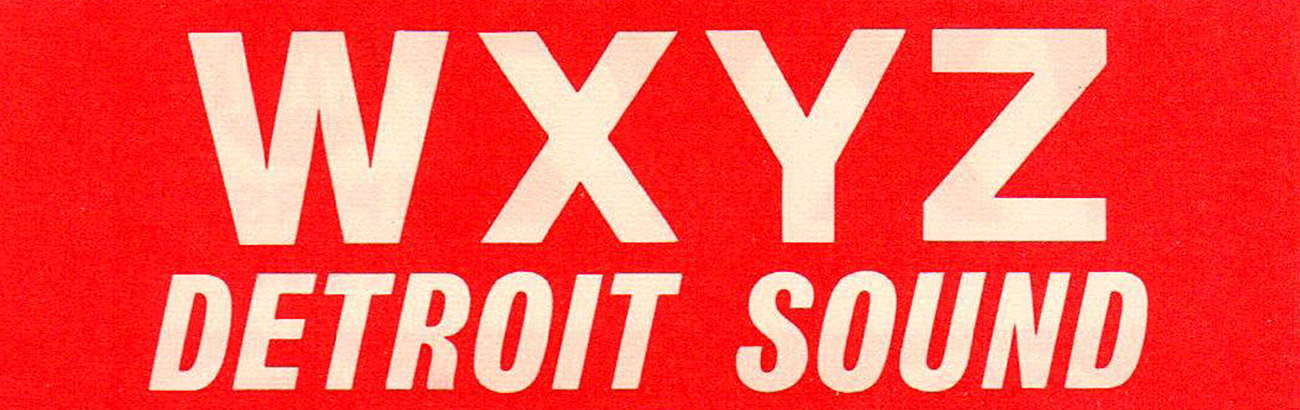 WXYZ
DETROIT SOUND